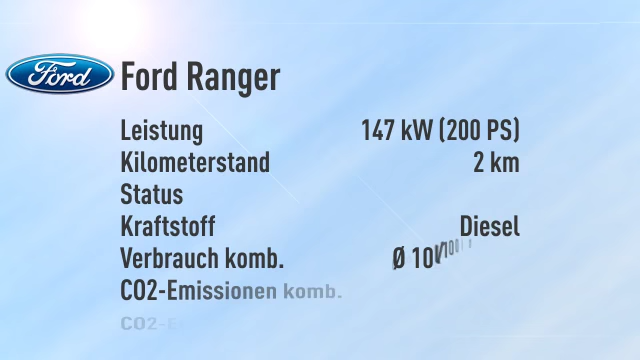 Ford Ford Ranger
Leistung 147 kW (200 PS)
Kilometerstand 2 km
Status
Kraftstoff Diesel
Verbrauch komb. Ø 10
CO2-Emissionen komb.